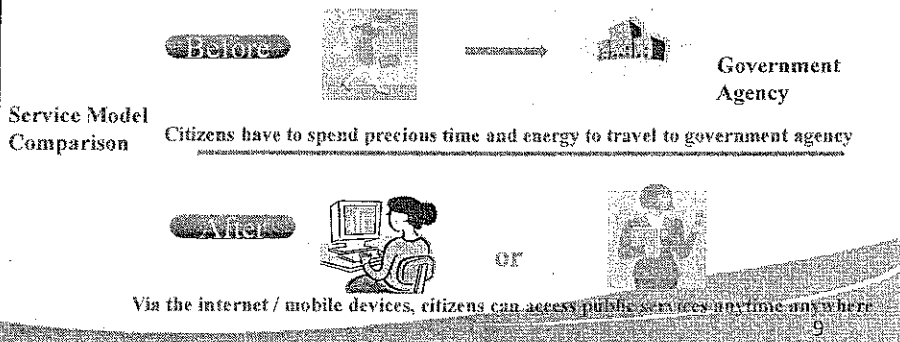 Before
Government
Agency
Service Model
Comparison
Citizens have to spend precious time and energy to travel to government agency
After
or
Via the internet / mobile devices, citizens can access public services anytime anywhere
9